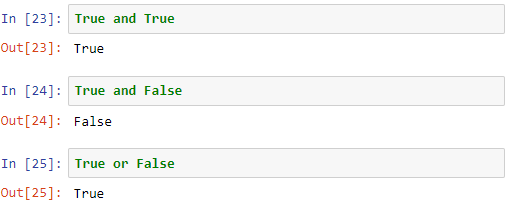 In [23]: True and True
Out[23]: True
In [24]: True and False
Out[24]: False
In [25]: True or False
Out[25]: True